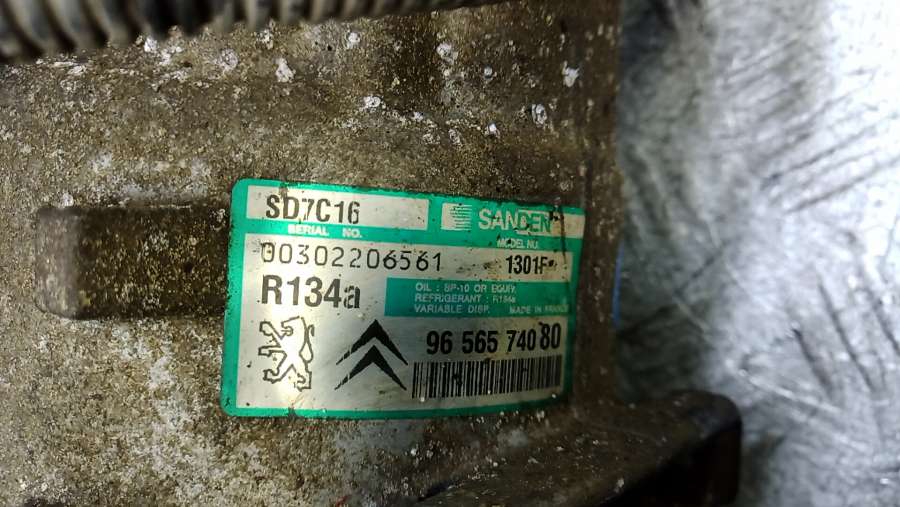 SD7C16 SANDEN
SERIAL NO. MODEL NO.
00302206561 1301F
R134a
OIL : SP-10 OR EQUIV.
REFRIGERANT : R134a
VARIABLE DISP. MADE IN FRANCE
96 565 740 80